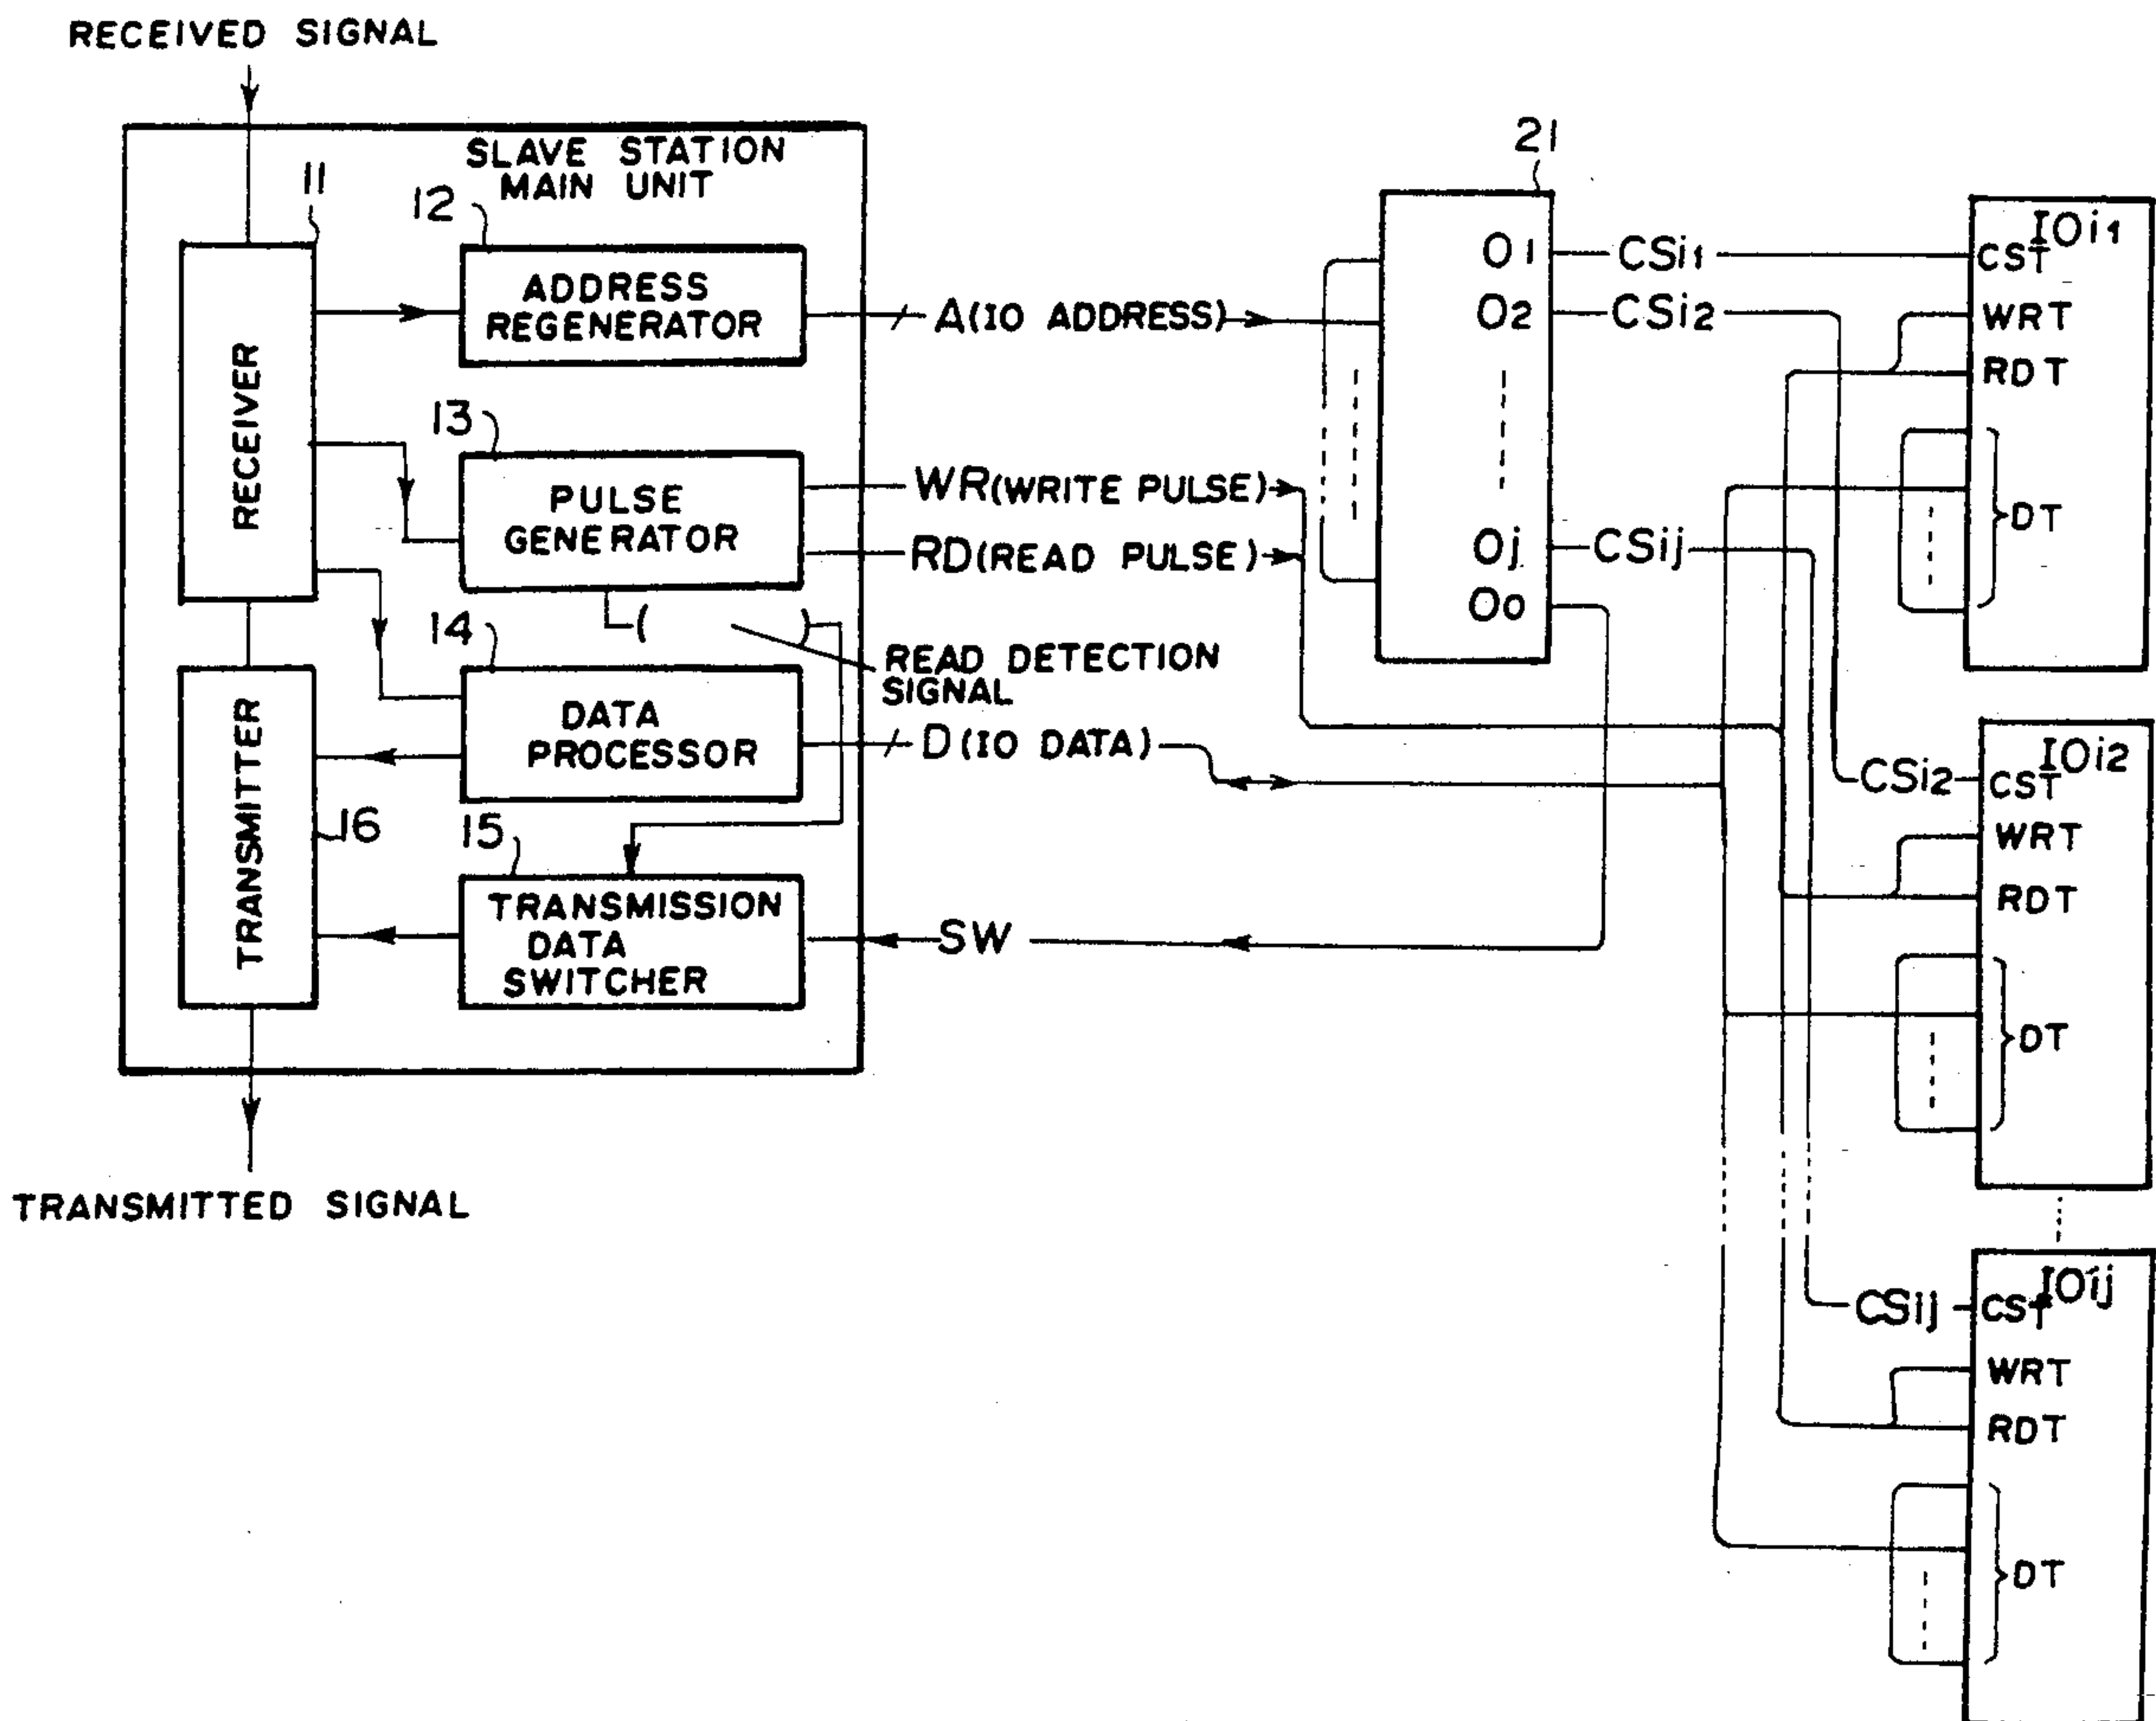 RECEIVED SIGNAL
SLAVE STATION
MAIN UNIT
11
12
RECEIVER
ADDRESS
REGENERATOR
A(IO ADDRESS)
13
PULSE
GENERATOR
WR(WRITE PULSE)
RD(READ PULSE)
READ DETECTION
SIGNAL
14
DATA
PROCESSOR
D(IO DATA)
TRANSMITTER
16
15
TRANSMISSION
DATA
SWITCHER
SW
TRANSMITTED SIGNAL
21
O1
CSi1
O2
CSi2
Oj
CSij
Oo
IOi1
CST
WRT
RDT
DT
IOi2
CSi2
CST
WRT
RDT
DT
IOij
CSij
CST
WRT
RDT
DT